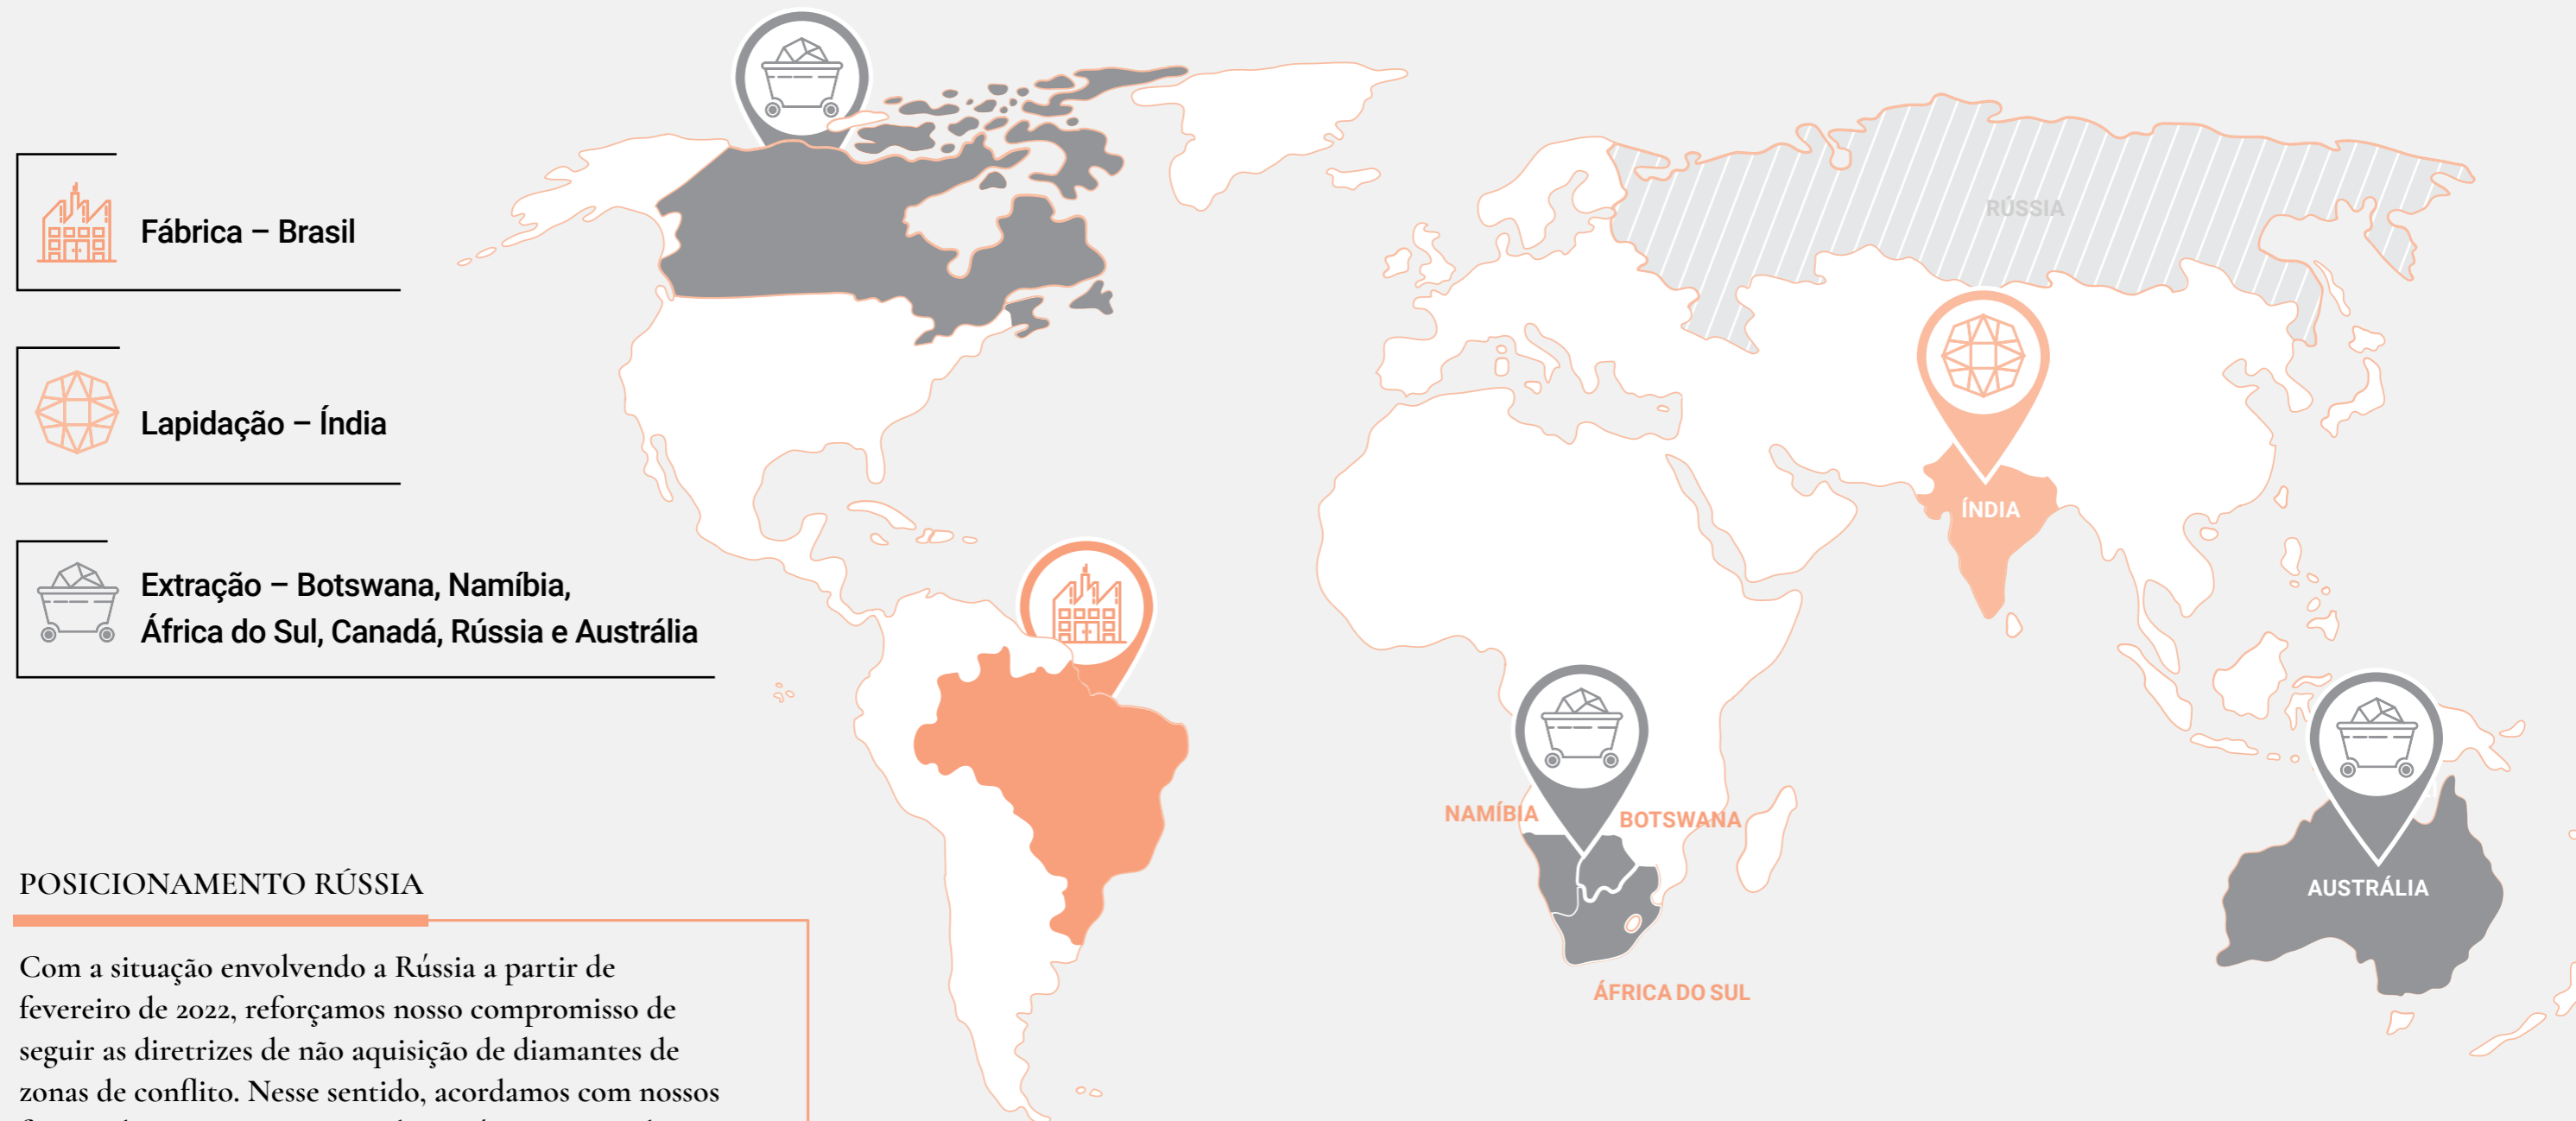 Fábrica – Brasil
Lapidação – Índia
Extração – Botswana, Namíbia,
África do Sul, Canadá, Rússia e Austrália
RÚSSIA
ÍNDIA
NAMÍBIA
BOTSWANA
ÁFRICA DO SUL
AUSTRÁLIA
POSICIONAMENTO RÚSSIA
Com a situação envolvendo a Rússia a partir de
fevereiro de 2022, reforçamos nosso compromisso de
seguir as diretrizes de não aquisição de diamantes de
zonas de conflito. Nesse sentido, acordamos com nossos